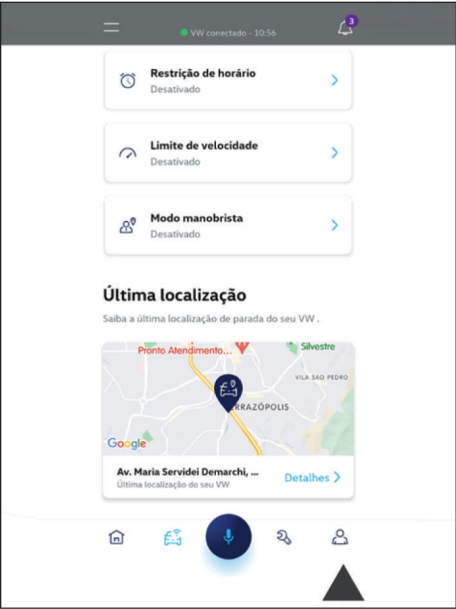 VW conectado - 10:56
3
Restrição de horário
Desativado
Limite de velocidade
Desativado
Modo manobrista
Desativado
Última localização
Saiba a última localização de parada do seu VW .
Pronto Atendimento...
Silvestre
VILA SAO PEDRO
RRAZÓPOLIS
Google
Av. Maria Servidei Demarchi, ...
Última localização do seu VW
Detalhes